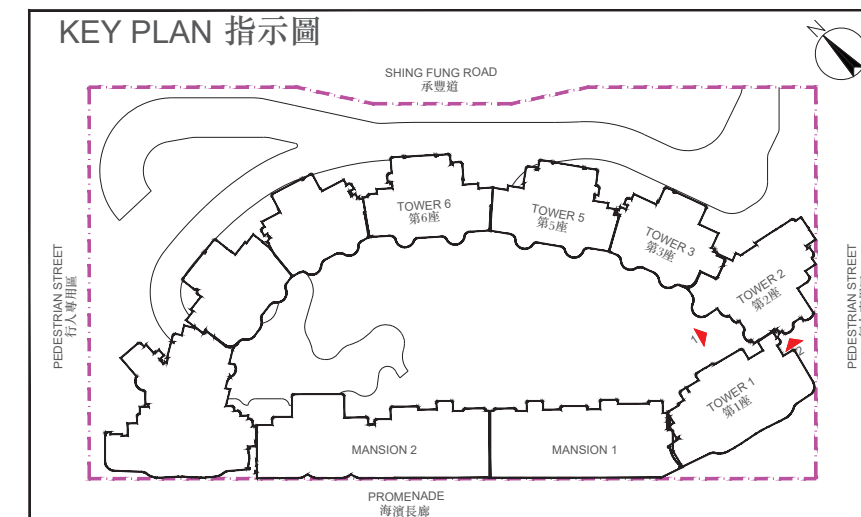 KEY PLAN 指示圖
N
SHING FUNG ROAD
承豐道
TOWER 6
第6座
TOWER 5
第5座
TOWER 3
第3座
TOWER 2
第2座
PEDESTRIAN STREET
行人專用區
PEDESTRIAN STREET
1
2
TOWER 1
第1座
MANSION 2
MANSION 1
PROMENADE
海濱長廊